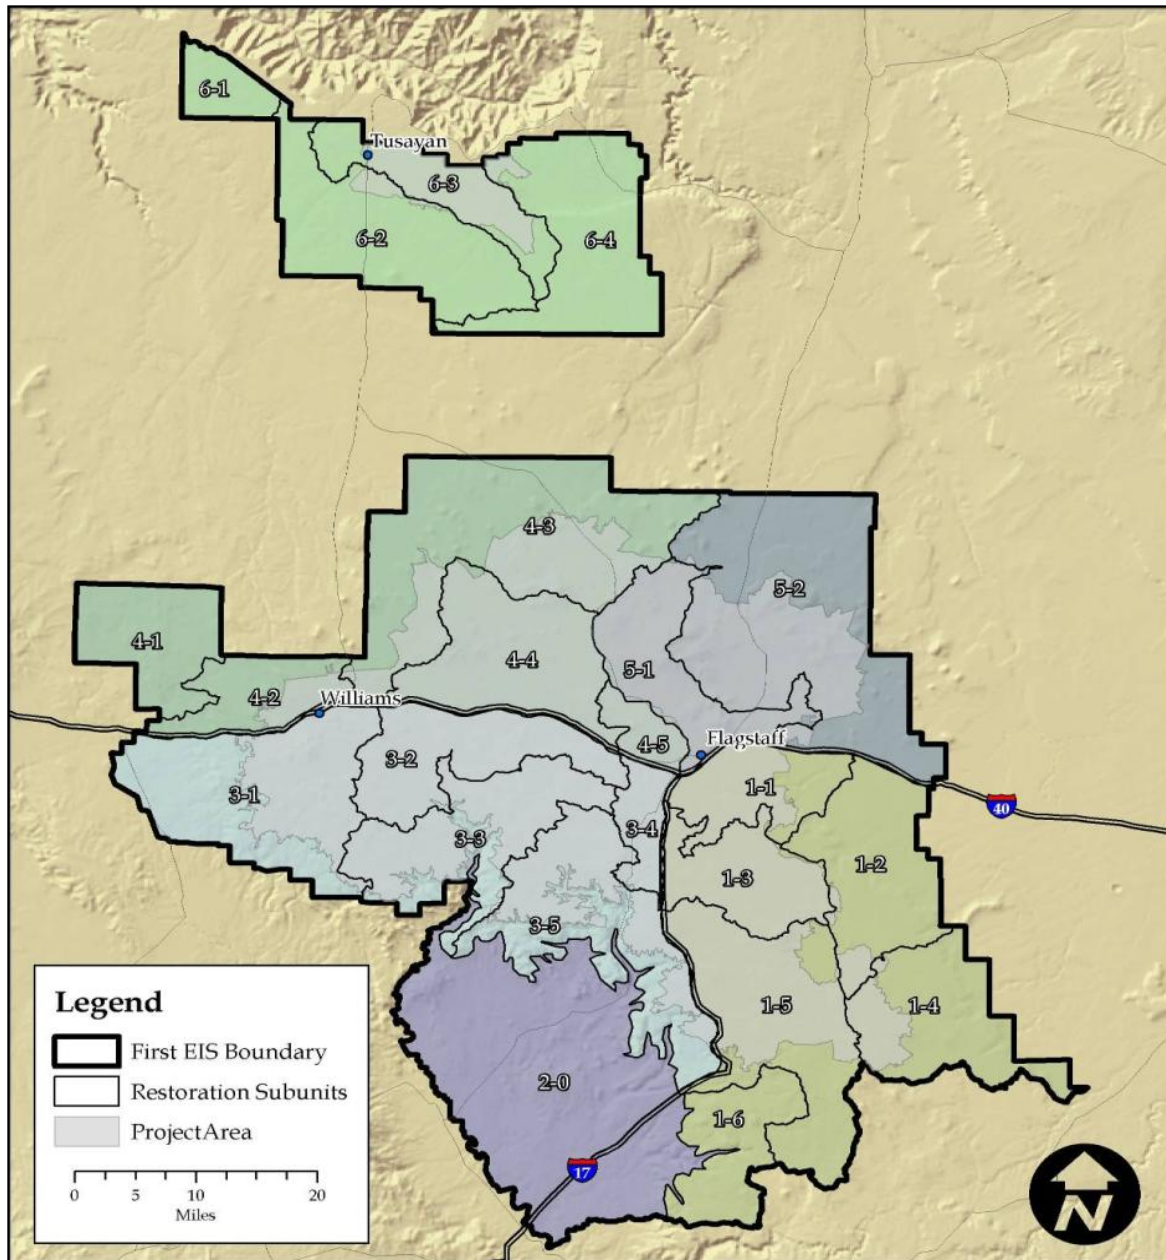 6-1
Tusayan
6-3
6-2
6-4
4-3
5-2
4-1
4-4
5-1
4-2
Williams
4-5
Flagstaff
3-2
3-1
1-1
40
3-4
3-3
1-2
1-3
3-5
1-5
1-4
2-0
1-6
17
Legend
First EIS Boundary
Restoration Subunits
ProjectArea
0 5 10 20
Miles
N